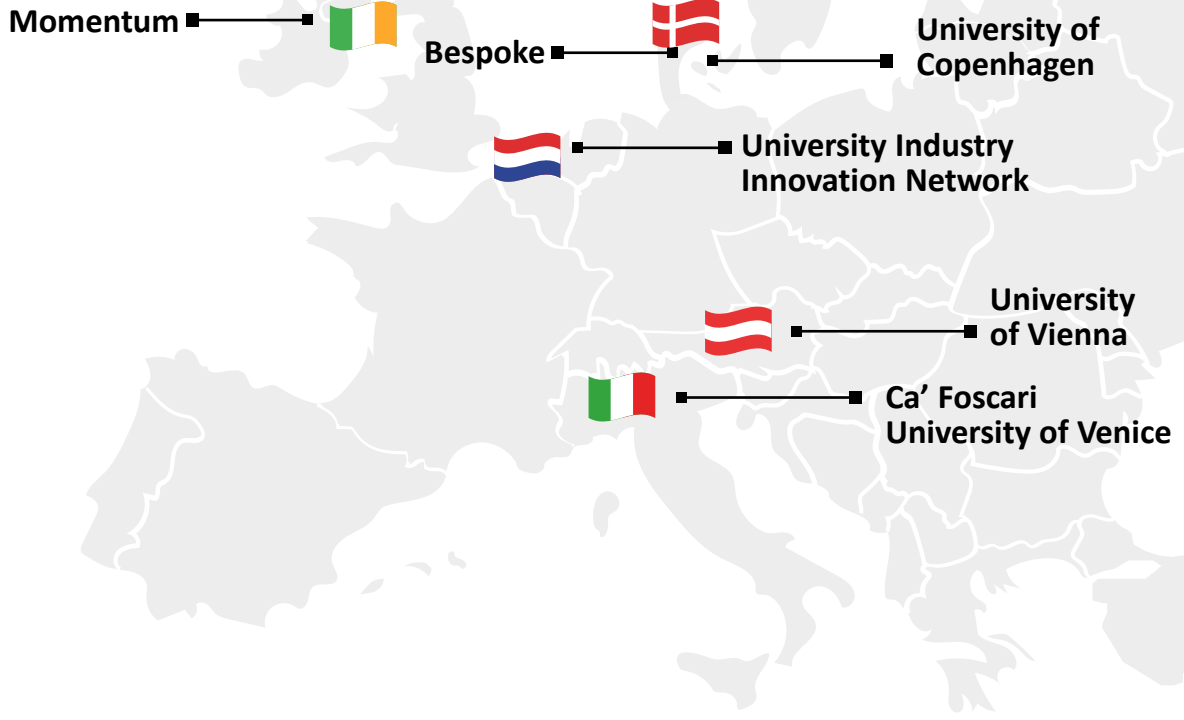 Momentum
Bespoke
University of
Copenhagen
University Industry
Innovation Network
University
of Vienna
Ca’ Foscari
University of Venice